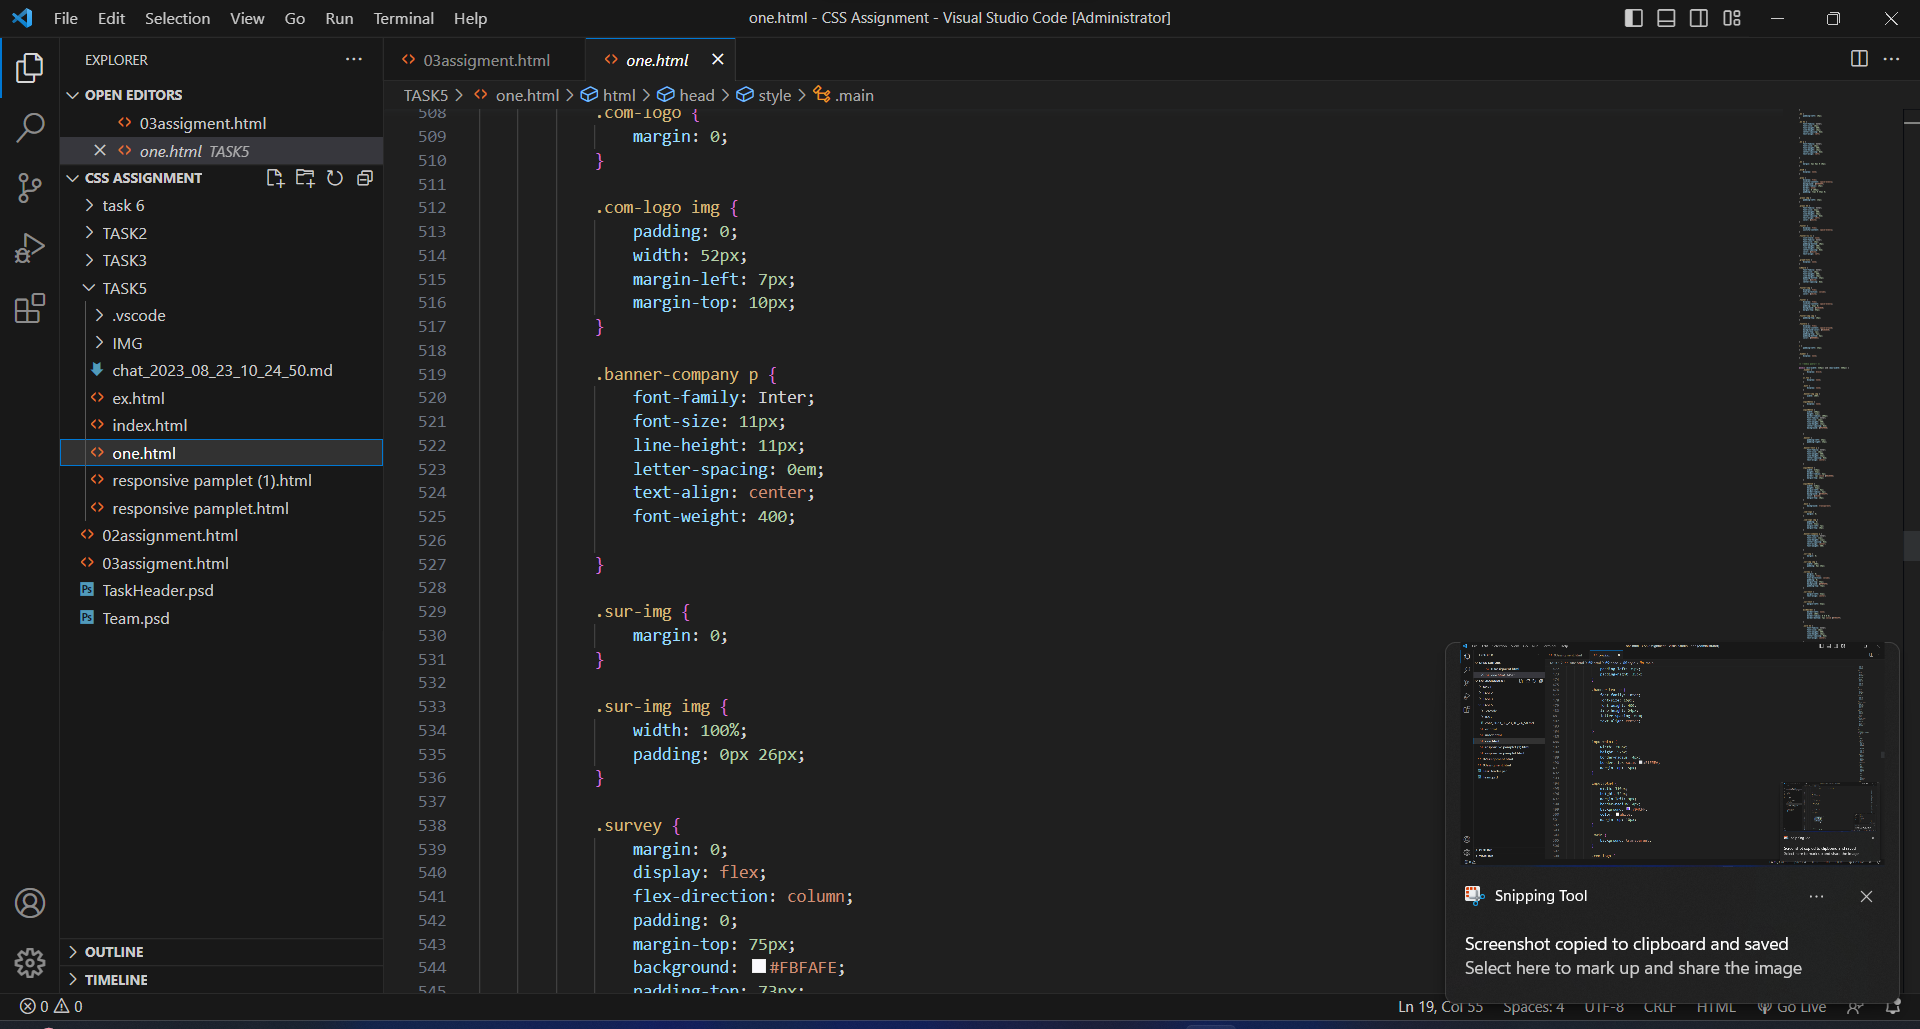 File Edit Selection View Go Run Terminal Help
one.html - CSS Assignment - Visual Studio Code [Administrator]
EXPLORER
OPEN EDITORS
03assigment.html
one.html TASK5
CSS ASSIGNMENT
task 6
TASK2
TASK3
TASK5
.vscode
IMG
chat_2023_08_23_10_24_50.md
ex.html
index.html
one.html
responsive pamplet (1).html
responsive pamplet.html
02assignment.html
03assigment.html
TaskHeader.psd
Team.psd
OUTLINE
TIMELINE
03assigment.html
one.html
TASK5 > one.html > html > head > style > .main
508 .com-logo {
509 margin: 0;
510 }
511
512 .com-logo img {
513 padding: 0;
514 width: 52px;
515 margin-left: 7px;
516 margin-top: 10px;
517 }
518
519 .banner-company p {
520 font-family: Inter;
521 font-size: 11px;
522 line-height: 11px;
523 letter-spacing: 0em;
524 text-align: center;
525 font-weight: 400;
526
527 }
528
529 .sur-img {
530 margin: 0;
531 }
532
533 .sur-img img {
534 width: 100%;
535 padding: 0px 26px;
536 }
537
538 .survey {
539 margin: 0;
540 display: flex;
541 flex-direction: column;
542 padding: 0;
543 margin-top: 75px;
544 background: #FBFAFE;
545 padding-top: 73px;
Snipping Tool
Screenshot copied to clipboard and saved
Select here to mark up and share the image
0 0
Ln 19, Col 55 Spaces: 4 UTF-8 CRLF HTML Go Live